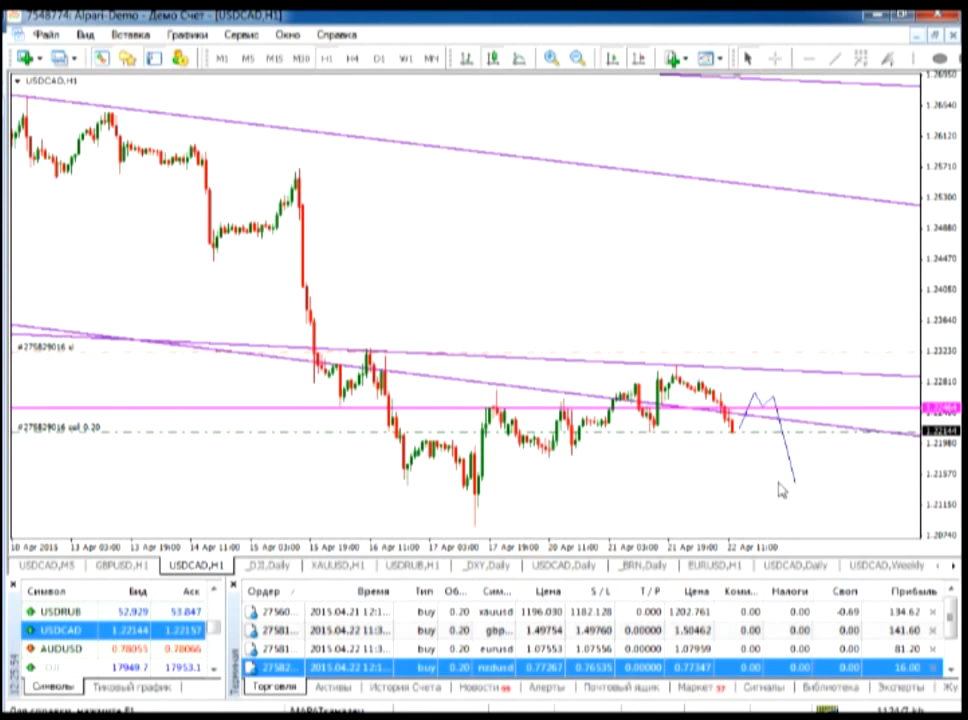 7548774: Alpari-Demo - Демо Счет - [USDCAD,H1]
Файл Вид Вставка Графики Сервис Окно Справка
M1 M5 M15 M30 H1 H4 D1 W1 MN
USDCAD,H1
1.26950
1.26540
1.26120
1.25710
1.25300
1.24880
1.24470
1.24050
1.23640
#275829016 sl
1.23230
1.22810
#275829016 sell 0.20
1.22144
1.21980
1.21570
1.21150
1.20740
10 Apr 2015 13 Apr 03:00 13 Apr 19:00 14 Apr 11:00 15 Apr 03:00 15 Apr 19:00 16 Apr 11:00 17 Apr 03:00 17 Apr 19:00 20 Apr 11:00 21 Apr 03:00 21 Apr 19:00 22 Apr 11:00
USDCAD,M5 GBPUSD,H1 USDCAD,H1 _DJI,Daily XAUUSD,H1 USDRUB,H1 _DXY,Daily USDCAD,Daily _BRN,Daily EURUSD,H1 USDCAD,Daily USDCAD,Weekly
Символ Бид Аск
USDRUB 52.929 53.847
USDCAD 1.22144 1.22157
AUDUSD 0.78055 0.78066
DJI 17949.7 17953.1
Символы Тиковый график
Ордер / Время Тип Об... Сим... Цена S / L T / P Цена Коми... Налоги Своп Прибыль
27560... 2015.04.21 12:1... buy 0.20 xauusd 1196.030 1182.128 0.000 1202.761 0.00 0.00 -0.69 134.62
27581... 2015.04.22 11:3... buy 0.20 gbp... 1.49754 1.49760 0.00000 1.50462 0.00 0.00 0.00 141.60
27581... 2015.04.22 11:3... buy 0.20 eurusd 1.07553 1.07556 0.00000 1.07959 0.00 0.00 0.00 81.20
27582... 2015.04.22 12:1... buy 0.20 nzdusd 0.77267 0.76535 0.00000 0.77347 0.00 0.00 0.00 16.00
Торговля Активы История Счета Новости Алерты Почтовый ящик Маркет 37 Сигналы Библиотека Эксперты
Для справки, нажмите F1